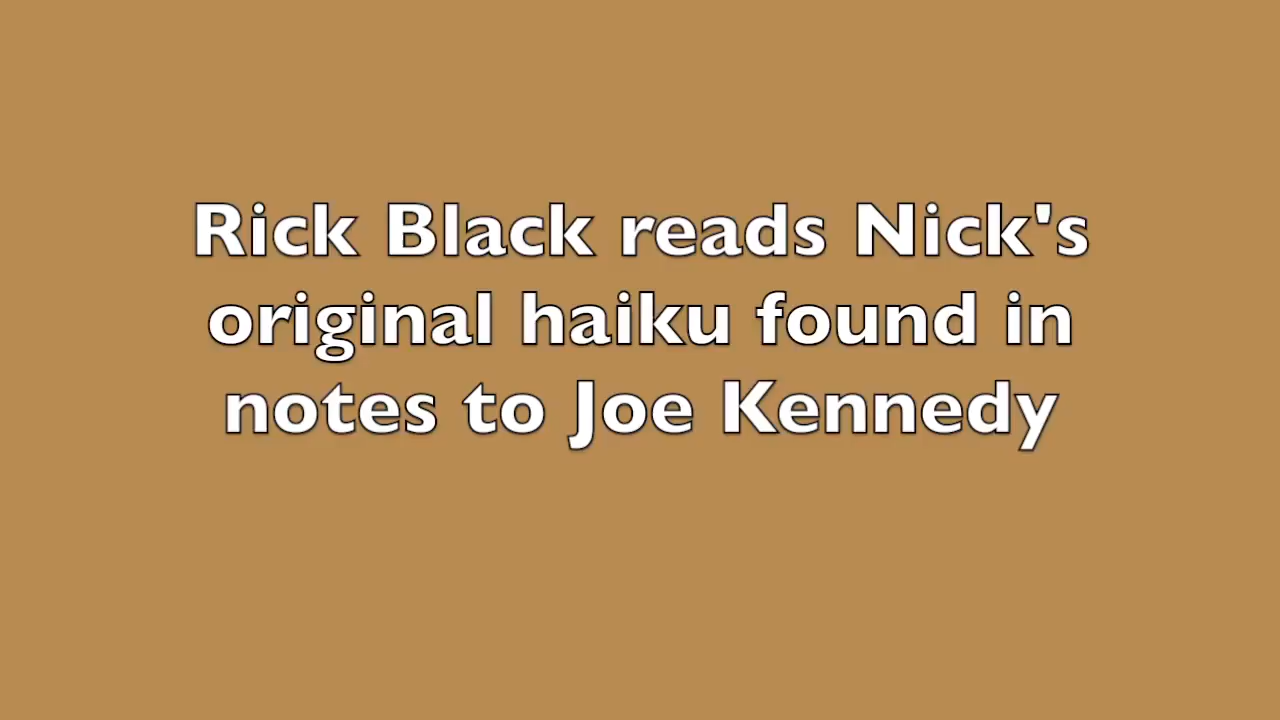 Rick Black reads Nick's
original haiku found in
notes to Joe Kennedy